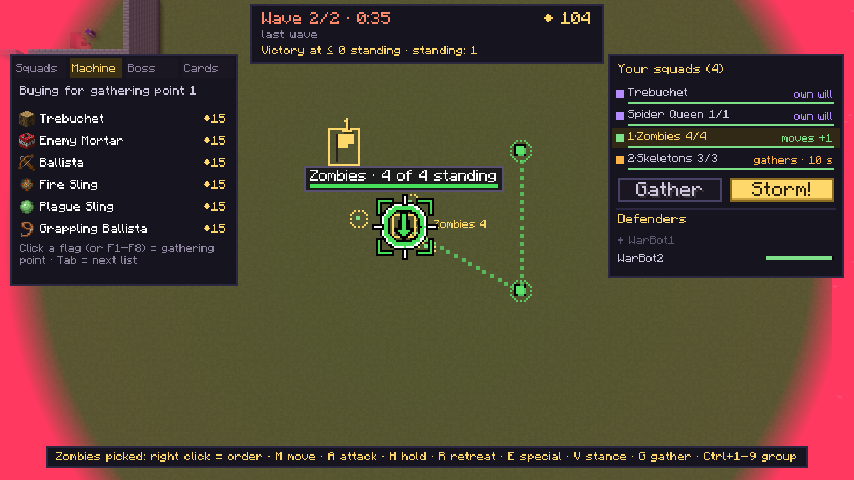 Wave 2/2 · 0:35
104
last wave
Victory at ≤ 0 standing · standing: 1
Squads Machine Boss Cards
Buying for gathering point 1
Trebuchet 15
Enemy Mortar 15
Ballista 15
Fire Sling 15
Plague Sling 15
Grappling Ballista 15
Click a flag (or F1-F8) = gathering
point · Tab = next list
1
Zombies · 4 of 4 standing
Zombies 4
Your squads (4)
Trebuchet own will
Spider Queen 1/1 own will
1·Zombies 4/4 moves +1
2·Skeletons 3/3 gathers · 10 s
Gather Storm!
Defenders
+ WarBot1
WarBot2
Zombies picked: right click = order · M move · A attack · H hold · R retreat · E special · V stance · G gather · Ctrl+1-9 group